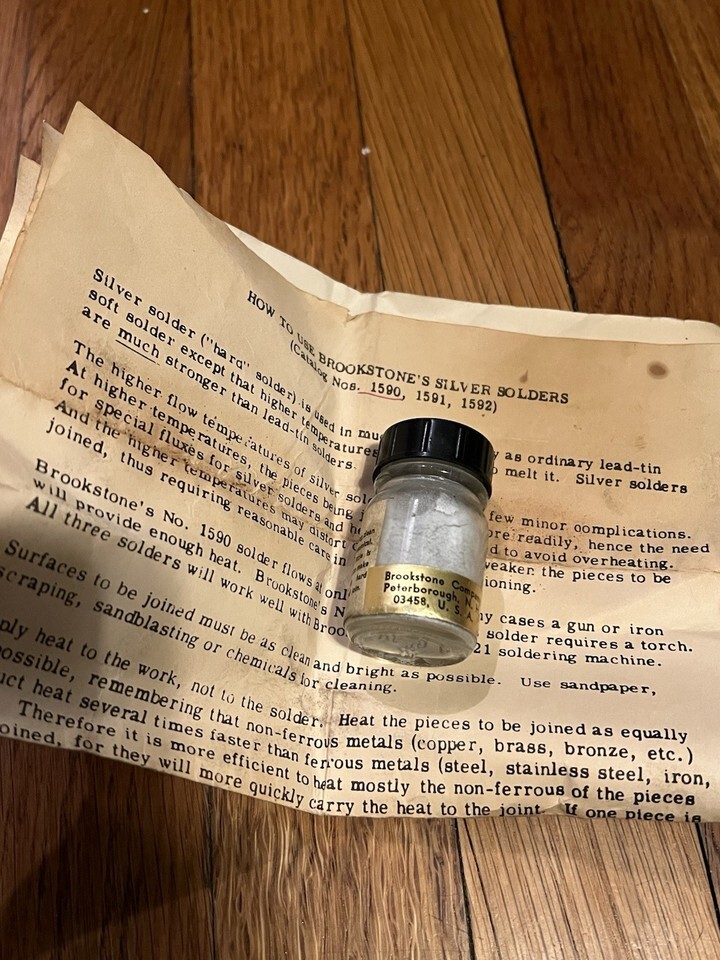 HOW TO USE BROOKSTONE'S SILVER SOLDERS
(Catalog Nos. 1590, 1591, 1592)
Silver solder ("hard" solder) is used in as ordinary lead-tin
soft solder except that higher temperatures melt it. Silver solders
are much stronger than lead-tin solders.
The higher flow temperatures of silver few minor complications.
At higher temperatures, the pieces being readily, hence the need
for special fluxes for silver solders and to avoid overheating.
And the higher temperatures may distort the pieces to be
joined, thus requiring reasonable care in
Brookstone's No. 1590 solder flows at cases a gun or iron
will provide enough heat. Brookstone's solder requires a torch.
All three solders will work well with soldering machine.
Surfaces to be joined must be as clean and bright as possible. Use sandpaper,
scraping, sandblasting or chemicals for cleaning.
heat to the work, not to the solder. Heat the pieces to be joined as equally
remembering that non-ferrous metals (copper, brass, bronze, etc.)
heat several times faster than ferrous metals (steel, stainless steel, iron,
Therefore it is more efficient to heat mostly the non-ferrous of the pieces
for they will more quickly carry the heat to the joint. If one piece is
Brookstone
Peterborough, N.
03458, U. S. A.